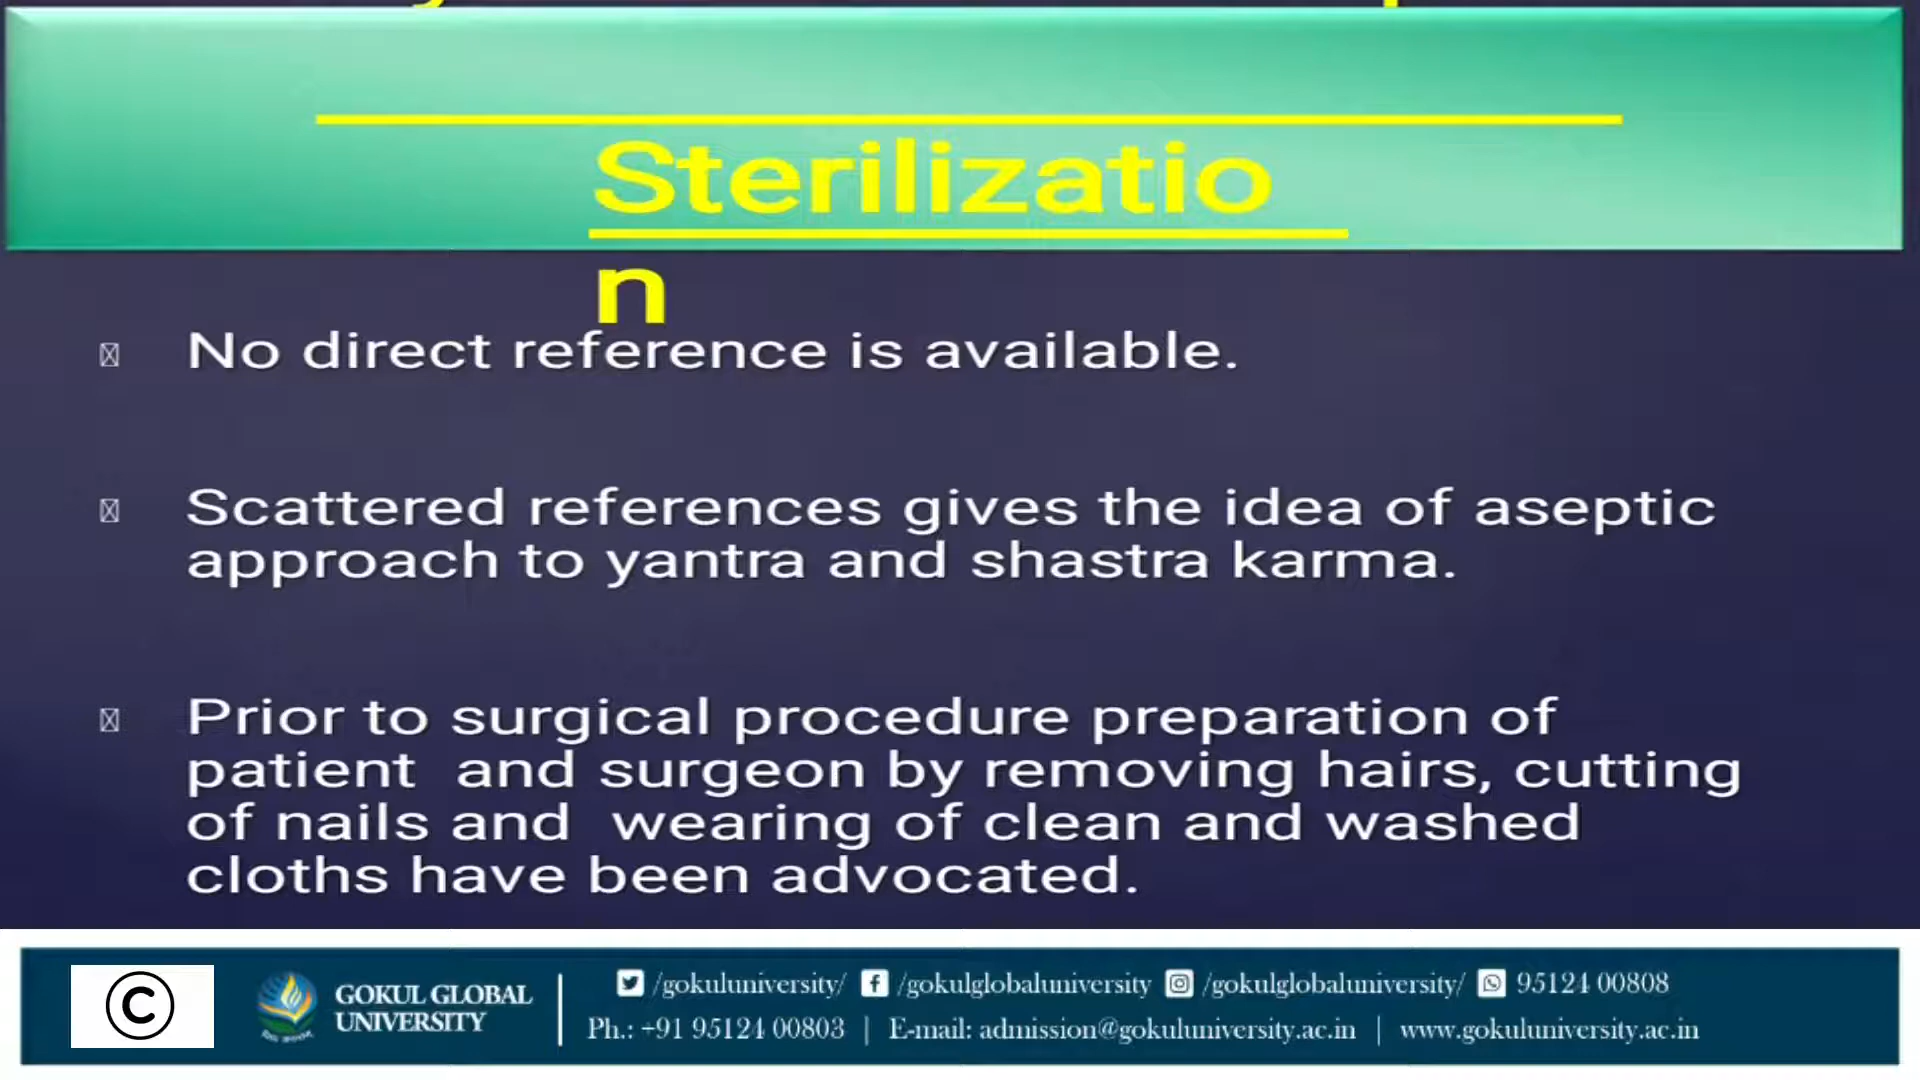 Sterilizatio
n
No direct reference is available.
Scattered references gives the idea of aseptic
approach to yantra and shastra karma.
Prior to surgical procedure preparation of
patient and surgeon by removing hairs, cutting
of nails and wearing of clean and washed
cloths have been advocated.
©
GOKUL GLOBAL
UNIVERSITY
/gokuluniversity/ /gokulglobaluniversity /gokulglobaluniversity/ 95124 00808
Ph.: +91 95124 00803 | E-mail: admission@gokuluniversity.ac.in | www.gokuluniversity.ac.in